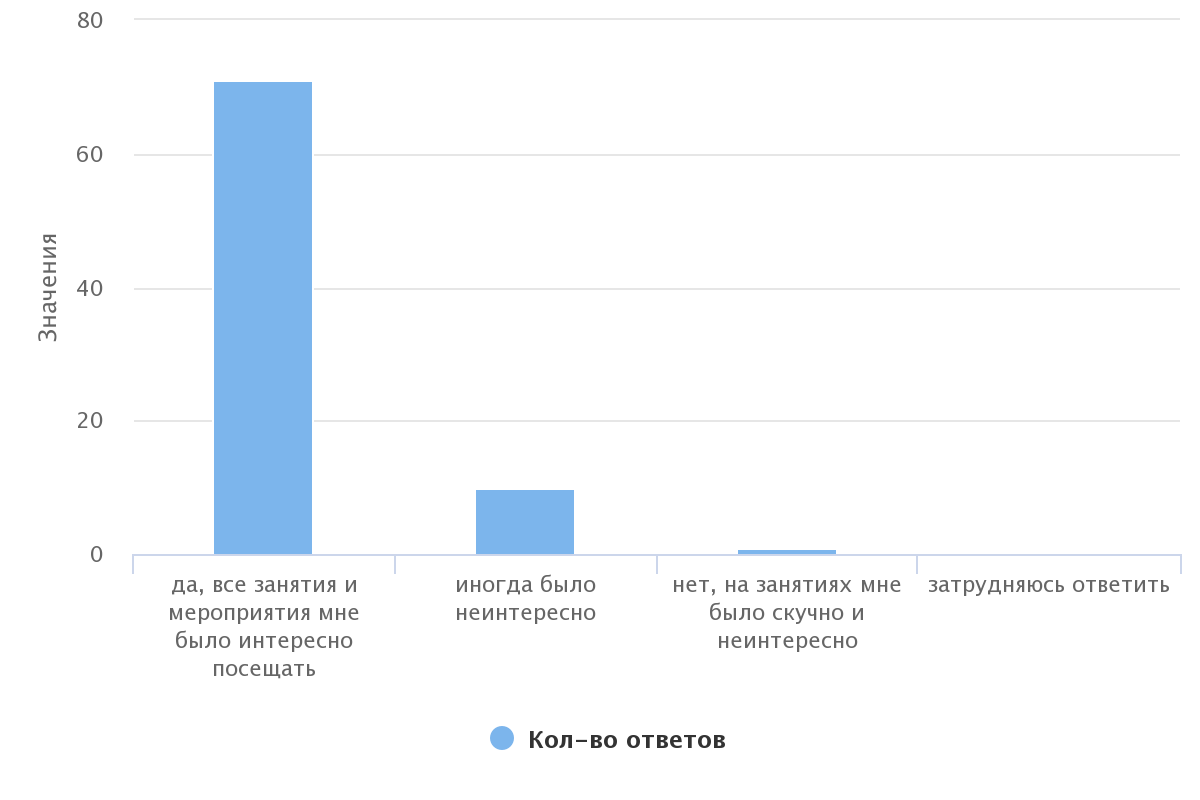 80
60
40
20
0
Значения
да, все занятия и
мероприятия мне
было интересно
посещать
иногда было
неинтересно
нет, на занятиях мне
было скучно и
неинтересно
затрудняюсь ответить
Кол-во ответов